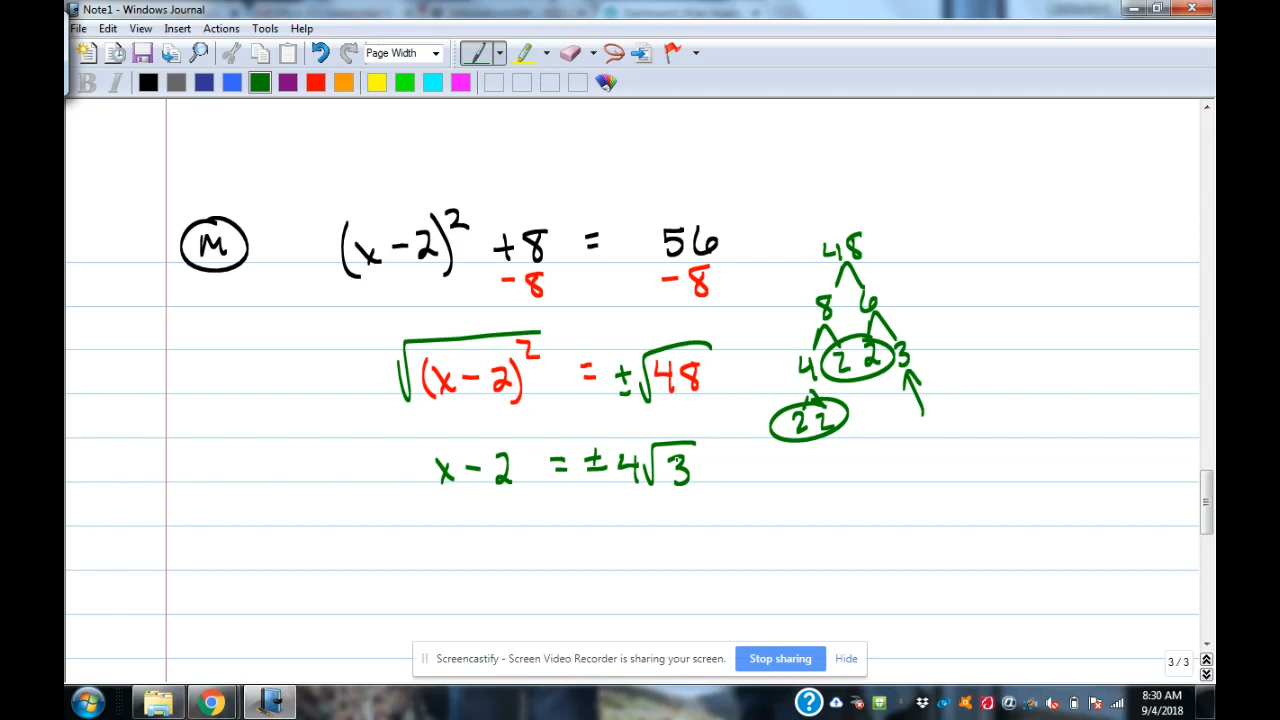 Note1 - Windows Journal
File Edit View Insert Actions Tools Help
Page Width
B I
M (x-2)² +8 = 56
-8 -8
√(x-2)² = ±√48
x-2 = ±4√3
48
8 6
4 2 2 3
2 2
Screencastify - Screen Video Recorder is sharing your screen. Stop sharing Hide
3 / 3
8:30 AM
9/4/2018